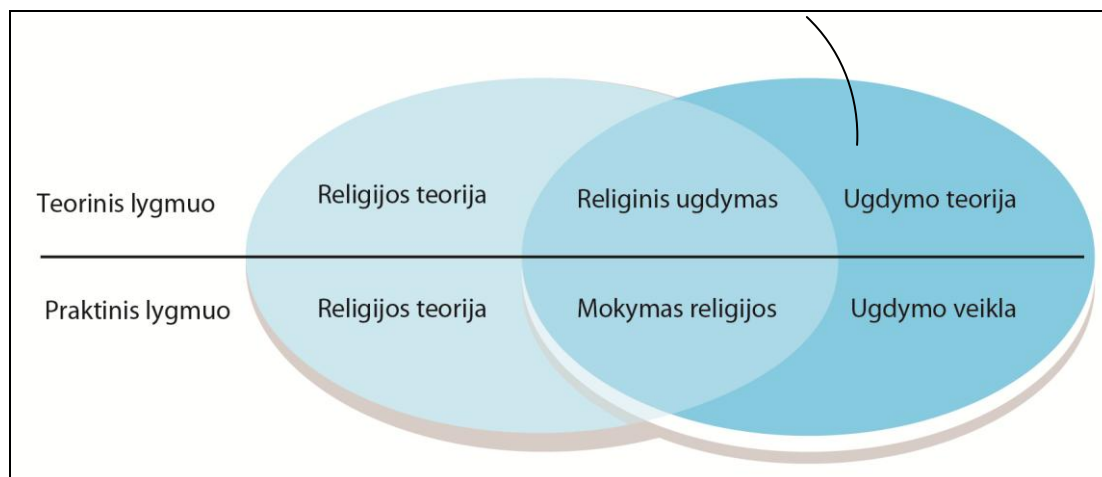 Teorinis lygmuo
Religijos teorija
Religinis ugdymas
Ugdymo teorija
Praktinis lygmuo
Religijos teorija
Mokymas religijos
Ugdymo veikla